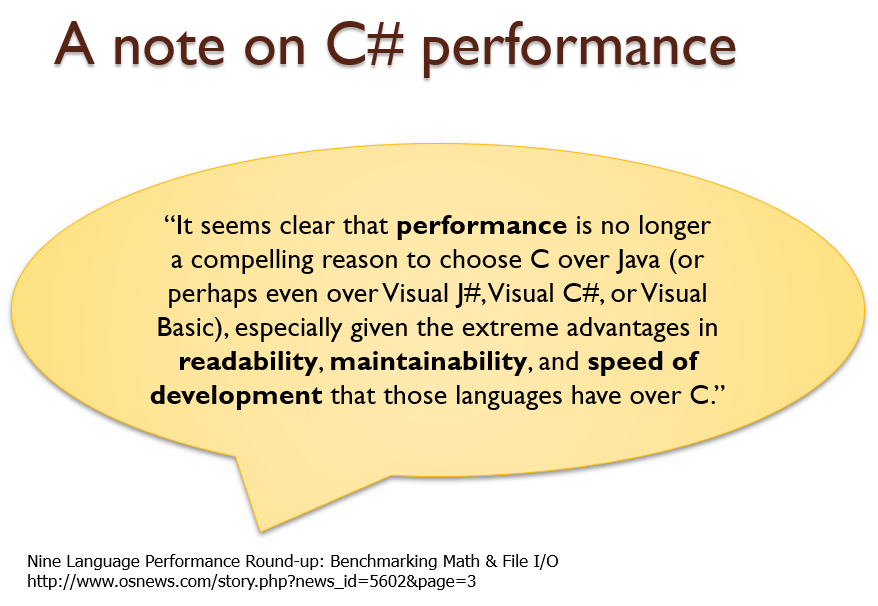 A note on C# performance
“It seems clear that performance is no longer
a compelling reason to choose C over Java (or
perhaps even over Visual J#, Visual C#, or Visual
Basic), especially given the extreme advantages in
readability, maintainability, and speed of
development that those languages have over C.”
Nine Language Performance Round-up: Benchmarking Math & File I/O
http://www.osnews.com/story.php?news_id=5602&page=3